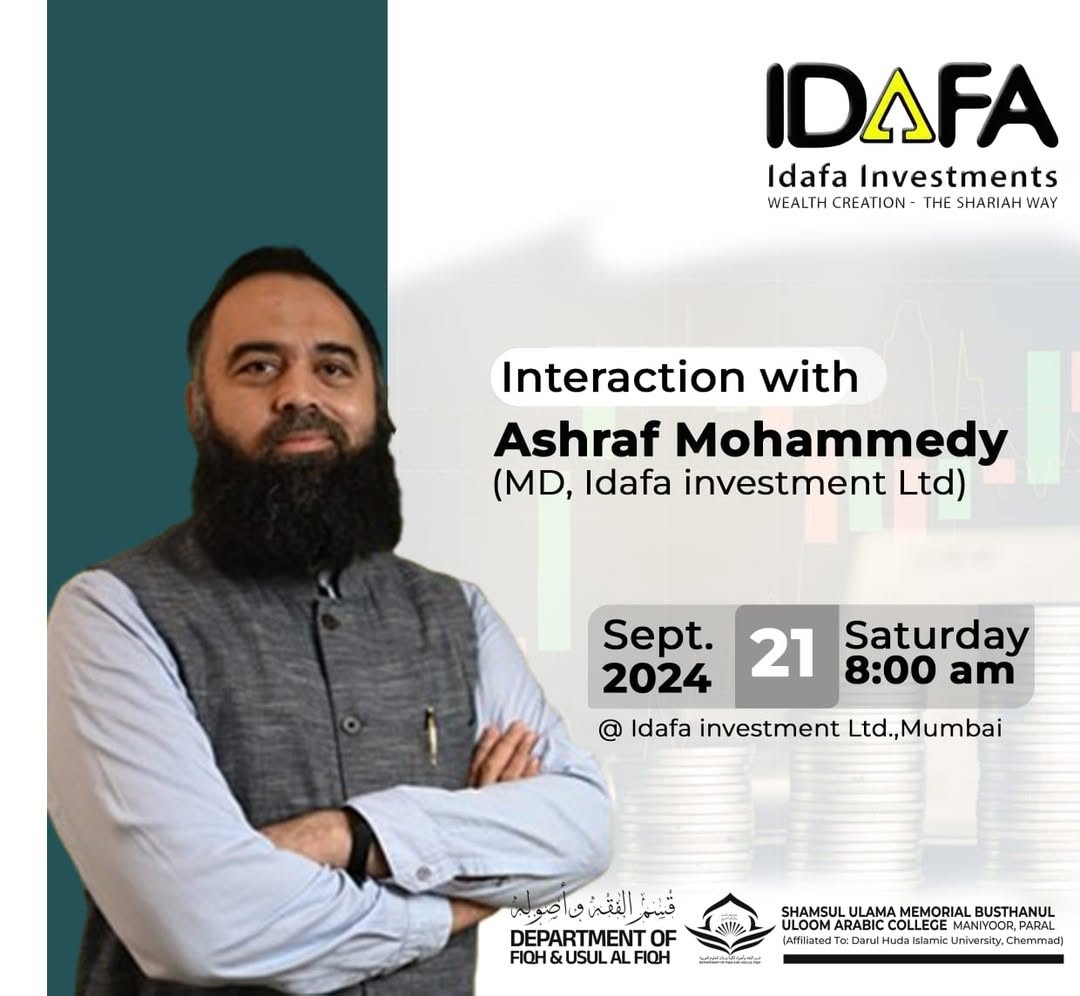 IDAFA
Idafa Investments
WEALTH CREATION - THE SHARIAH WAY
Interaction with
Ashraf Mohammedy
(MD, Idafa investment Ltd)
Sept.
2024
21
Saturday
8:00 am
@ Idafa investment Ltd.,Mumbai
قسم الفقه وأصوله
DEPARTMENT OF
FIQH & USUL AL FIQH
SHAMSUL ULAMA MEMORIAL BUSTHANUL
ULOOM ARABIC COLLEGE MANIYOOR, PARAL
(Affiliated To: Darul Huda Islamic University, Chemmad)